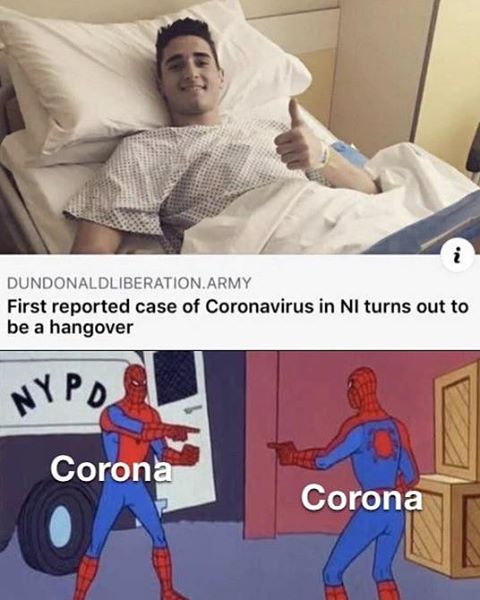 i
DUNDONALDLIBERATION.ARMY
First reported case of Coronavirus in NI turns out to
be a hangover
NYPD
Corona
Corona